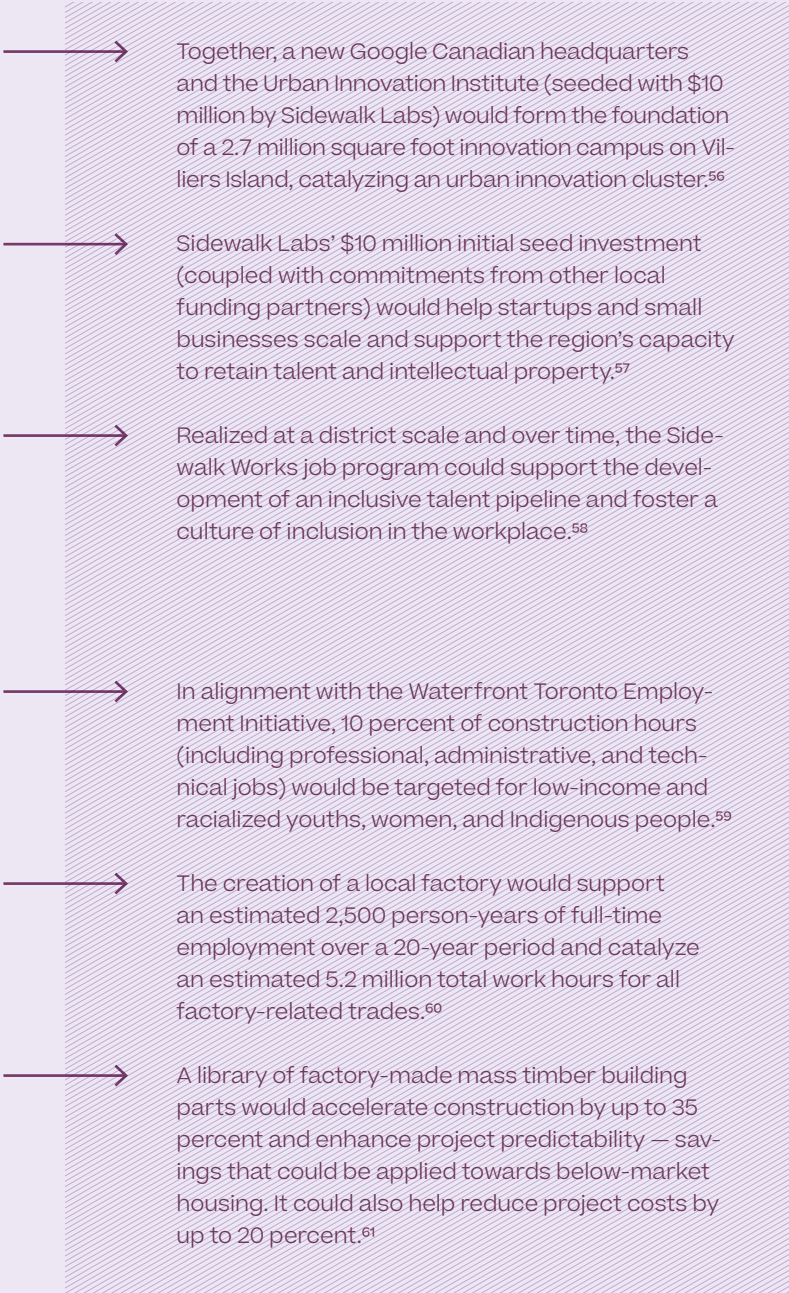 Together, a new Google Canadian headquarters
and the Urban Innovation Institute (seeded with $10
million by Sidewalk Labs) would form the foundation
of a 2.7 million square foot innovation campus on Vil-
liers Island, catalyzing an urban innovation cluster.⁵⁶
Sidewalk Labs’ $10 million initial seed investment
(coupled with commitments from other local
funding partners) would help startups and small
businesses scale and support the region’s capacity
to retain talent and intellectual property.⁵⁷
Realized at a district scale and over time, the Side-
walk Works job program could support the devel-
opment of an inclusive talent pipeline and foster a
culture of inclusion in the workplace.⁵⁸
In alignment with the Waterfront Toronto Employ-
ment Initiative, 10 percent of construction hours
(including professional, administrative, and tech-
nical jobs) would be targeted for low-income and
racialized youths, women, and Indigenous people.⁵⁹
The creation of a local factory would support
an estimated 2,500 person-years of full-time
employment over a 20-year period and catalyze
an estimated 5.2 million total work hours for all
factory-related trades.⁶⁰
A library of factory-made mass timber building
parts would accelerate construction by up to 35
percent and enhance project predictability — sav-
ings that could be applied towards below-market
housing. It could also help reduce project costs by
up to 20 percent.⁶¹